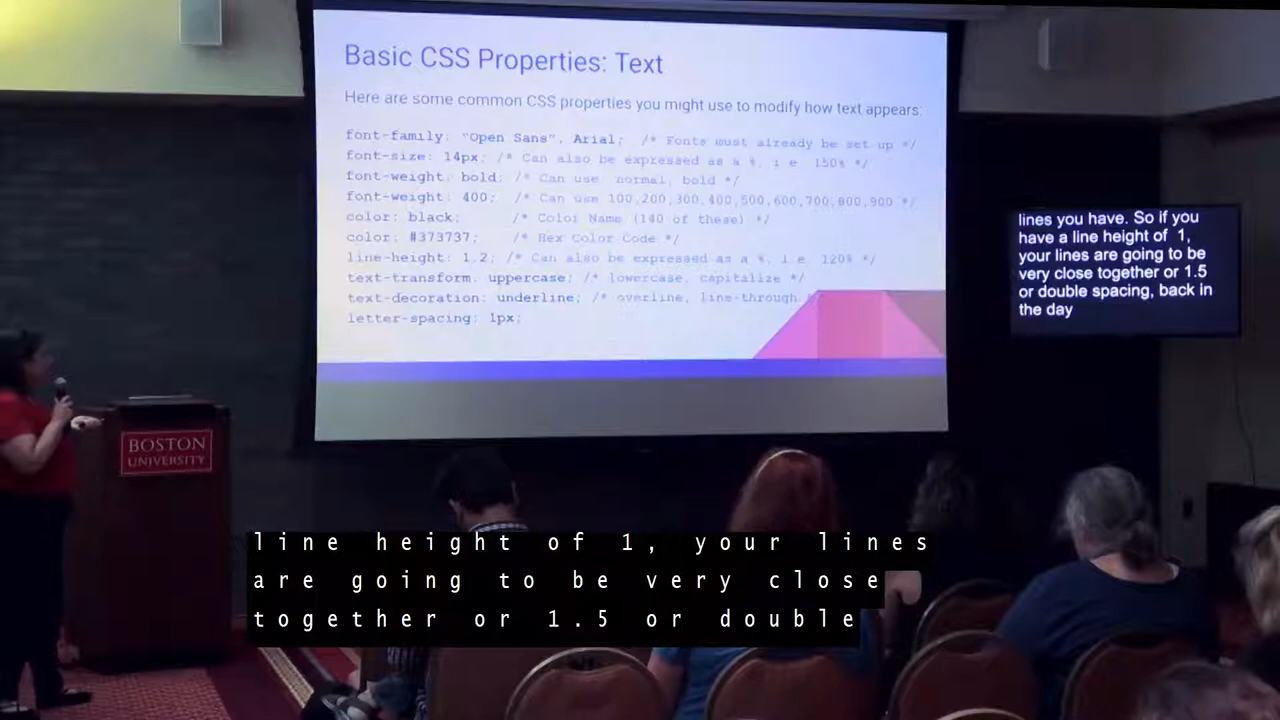 Basic CSS Properties: Text
Here are some common CSS properties you might use to modify how text appears:
font-family: "Open Sans", Arial; /* Fonts must already be set up */
font-size: 14px; /* Can also be expressed as a %, i e 150% */
font-weight: bold; /* Can use normal, bold */
font-weight: 400; /* Can use 100,200,300,400,500,600,700,800,900 */
color: black; /* Color Name (140 of these) */
color: #373737; /* Hex Color Code */
line-height: 1.2; /* Can also be expressed as a %, i e 120% */
text-transform: uppercase; /* lowercase, capitalize */
text-decoration: underline; /* overline, line-through */
letter-spacing: 1px;
lines you have. So if you
have a line height of 1,
your lines are going to be
very close together or 1.5
or double spacing, back in
the day
BOSTON
UNIVERSITY
line height of 1, your lines
are going to be very close
together or 1.5 or double